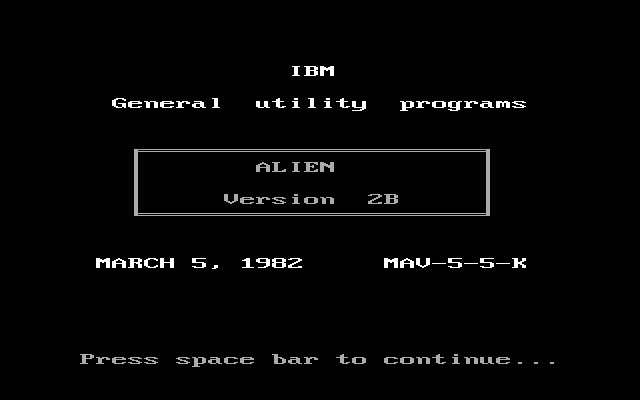 IBM
General utility programs
ALIEN
Version 2B
MARCH 5, 1982 MAV-5-5-K
Press space bar to continue...